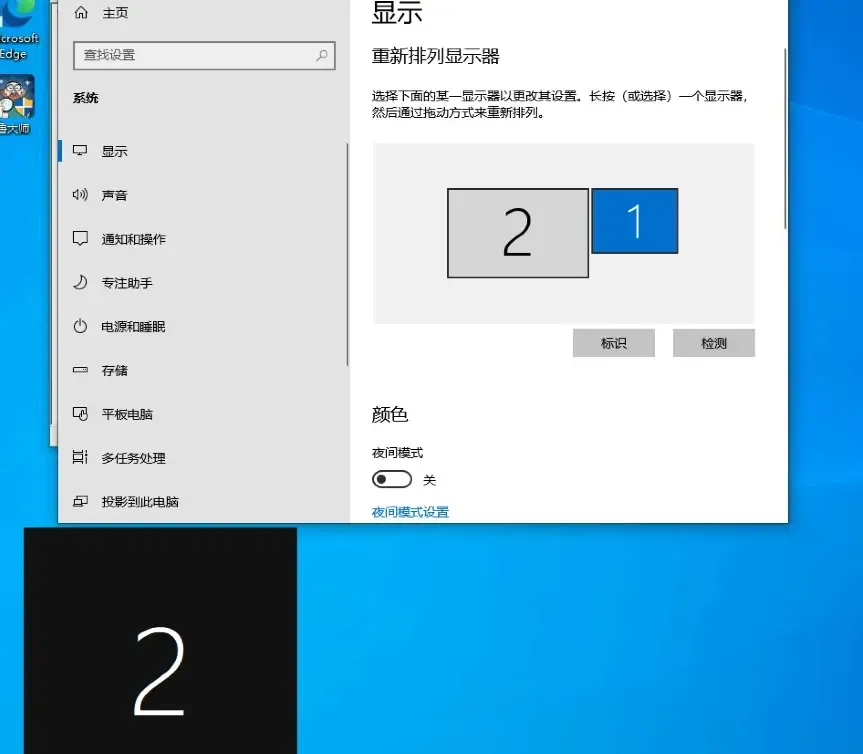 主页
显示
查找设置
重新排列显示器
系统
选择下面的某一显示器以更改其设置。长按（或选择）一个显示器，
然后通过拖动方式来重新排列。
显示
声音
通知和操作
专注助手
电源和睡眠
存储
平板电脑
多任务处理
投影到此电脑
2
1
标识
检测
颜色
夜间模式
关
夜间模式设置
Edge
大师
2